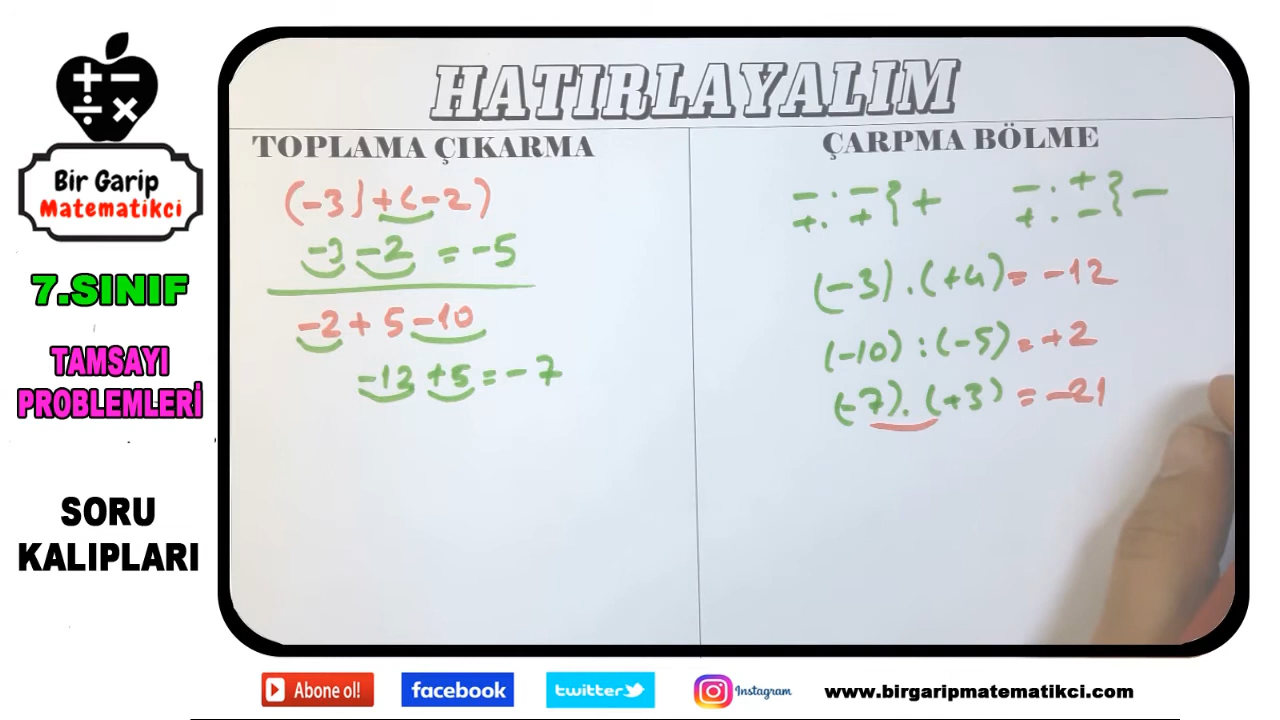 Bir Garip
Matematikci
7.SINIF
TAMSAYI
PROBLEMLERİ
SORU
KALIPLARI
HATIRLAYALIM
TOPLAMA ÇIKARMA
(-3)+(-2)
-3-2=-5
-2+5-10
-12+5=-7
ÇARPMA BÖLME
- . - } +
+ . +
- . + } -
+ . -
(-3).(+4)=-12
(-10):(-5)=+2
(-7).(+3)=-21
Abone ol!
facebook
twitter
Instagram
www.birgaripmatematikci.com